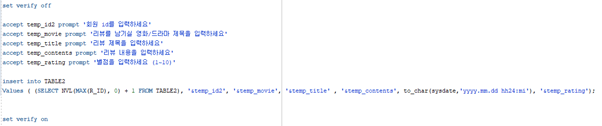 set verify off
accept temp_id2 prompt '회원 id를 입력하세요'
accept temp_movie prompt '리뷰를 남기실 영화/드라마 제목을 입력하세요'
accept temp_title prompt '리뷰 제목을 입력하세요'
accept temp_contents prompt '리뷰 내용을 입력하세요'
accept temp_rating prompt '별점을 입력하세요 (1~10)'
insert into TABLE2
Values ( (SELECT NVL(MAX(R_ID), 0) + 1 FROM TABLE2), '&temp_id2', '&temp_movie', '&temp_title' , '&temp_contents', to_char(sysdate,'yyyy.mm.dd hh24:mi'), '&temp_rating');
set verify on